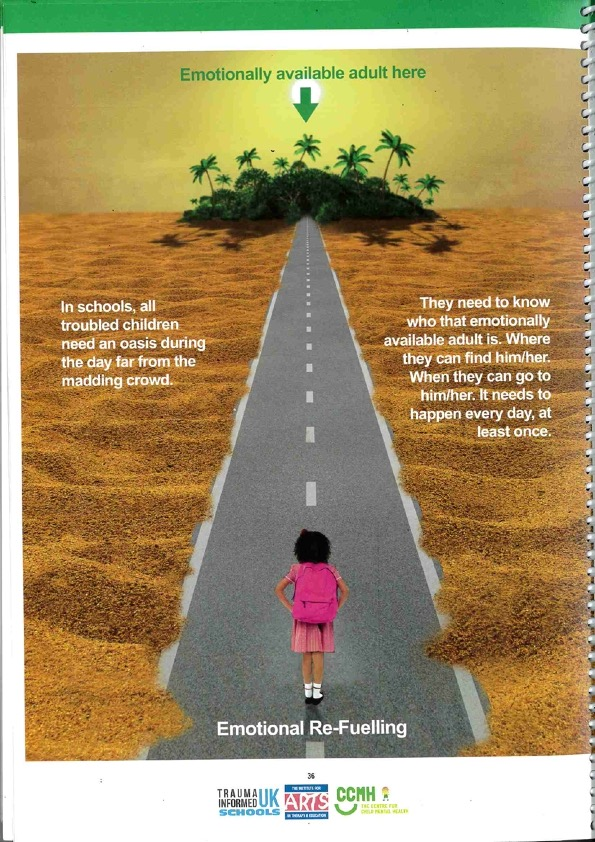 Emotionally available adult here
In schools, all
troubled children
need an oasis during
the day far from the
madding crowd.
They need to know
who that emotionally
available adult is. Where
they can find him/her.
When they can go to
him/her. It needs to
happen every day, at
least once.
Emotional Re-Fuelling
36
TRAUMA
INFORMED UK
SCHOOLS
THE INSTITUTE FOR
ARTS
IN THERAPY & EDUCATION
CCMH
THE CENTRE FOR
CHILD MENTAL HEALTH